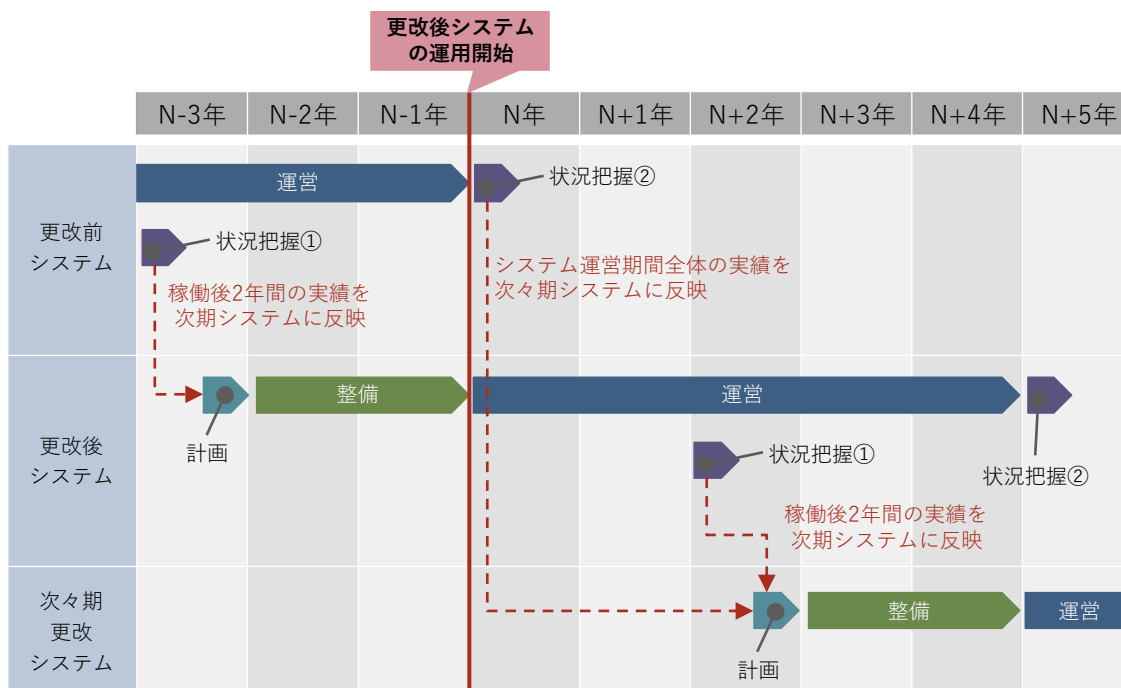 更改後システム
の運用開始
N-3年
N-2年
N-1年
N年
N+1年
N+2年
N+3年
N+4年
N+5年
更改前
システム
運営
状況把握②
状況把握①
システム運営期間全体の実績を
次々期システムに反映
稼働後2年間の実績を
次期システムに反映
更改後
システム
計画
整備
運営
状況把握①
状況把握②
稼働後2年間の実績を
次期システムに反映
次々期
更改
システム
計画
整備
運営